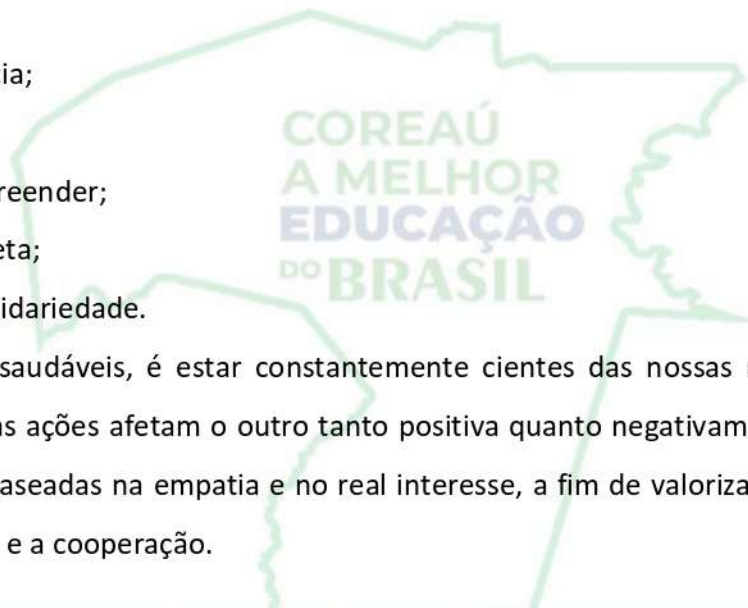 ia;
COREAÚ
A MELHOR
reender;
EDUCAÇÃO
eta;
DO BRASIL
idariedade.
saudáveis, é estar constantemente cientes das nossas
as ações afetam o outro tanto positiva quanto negativam
aseadas na empatia e no real interesse, a fim de valoriza
e a cooperação.